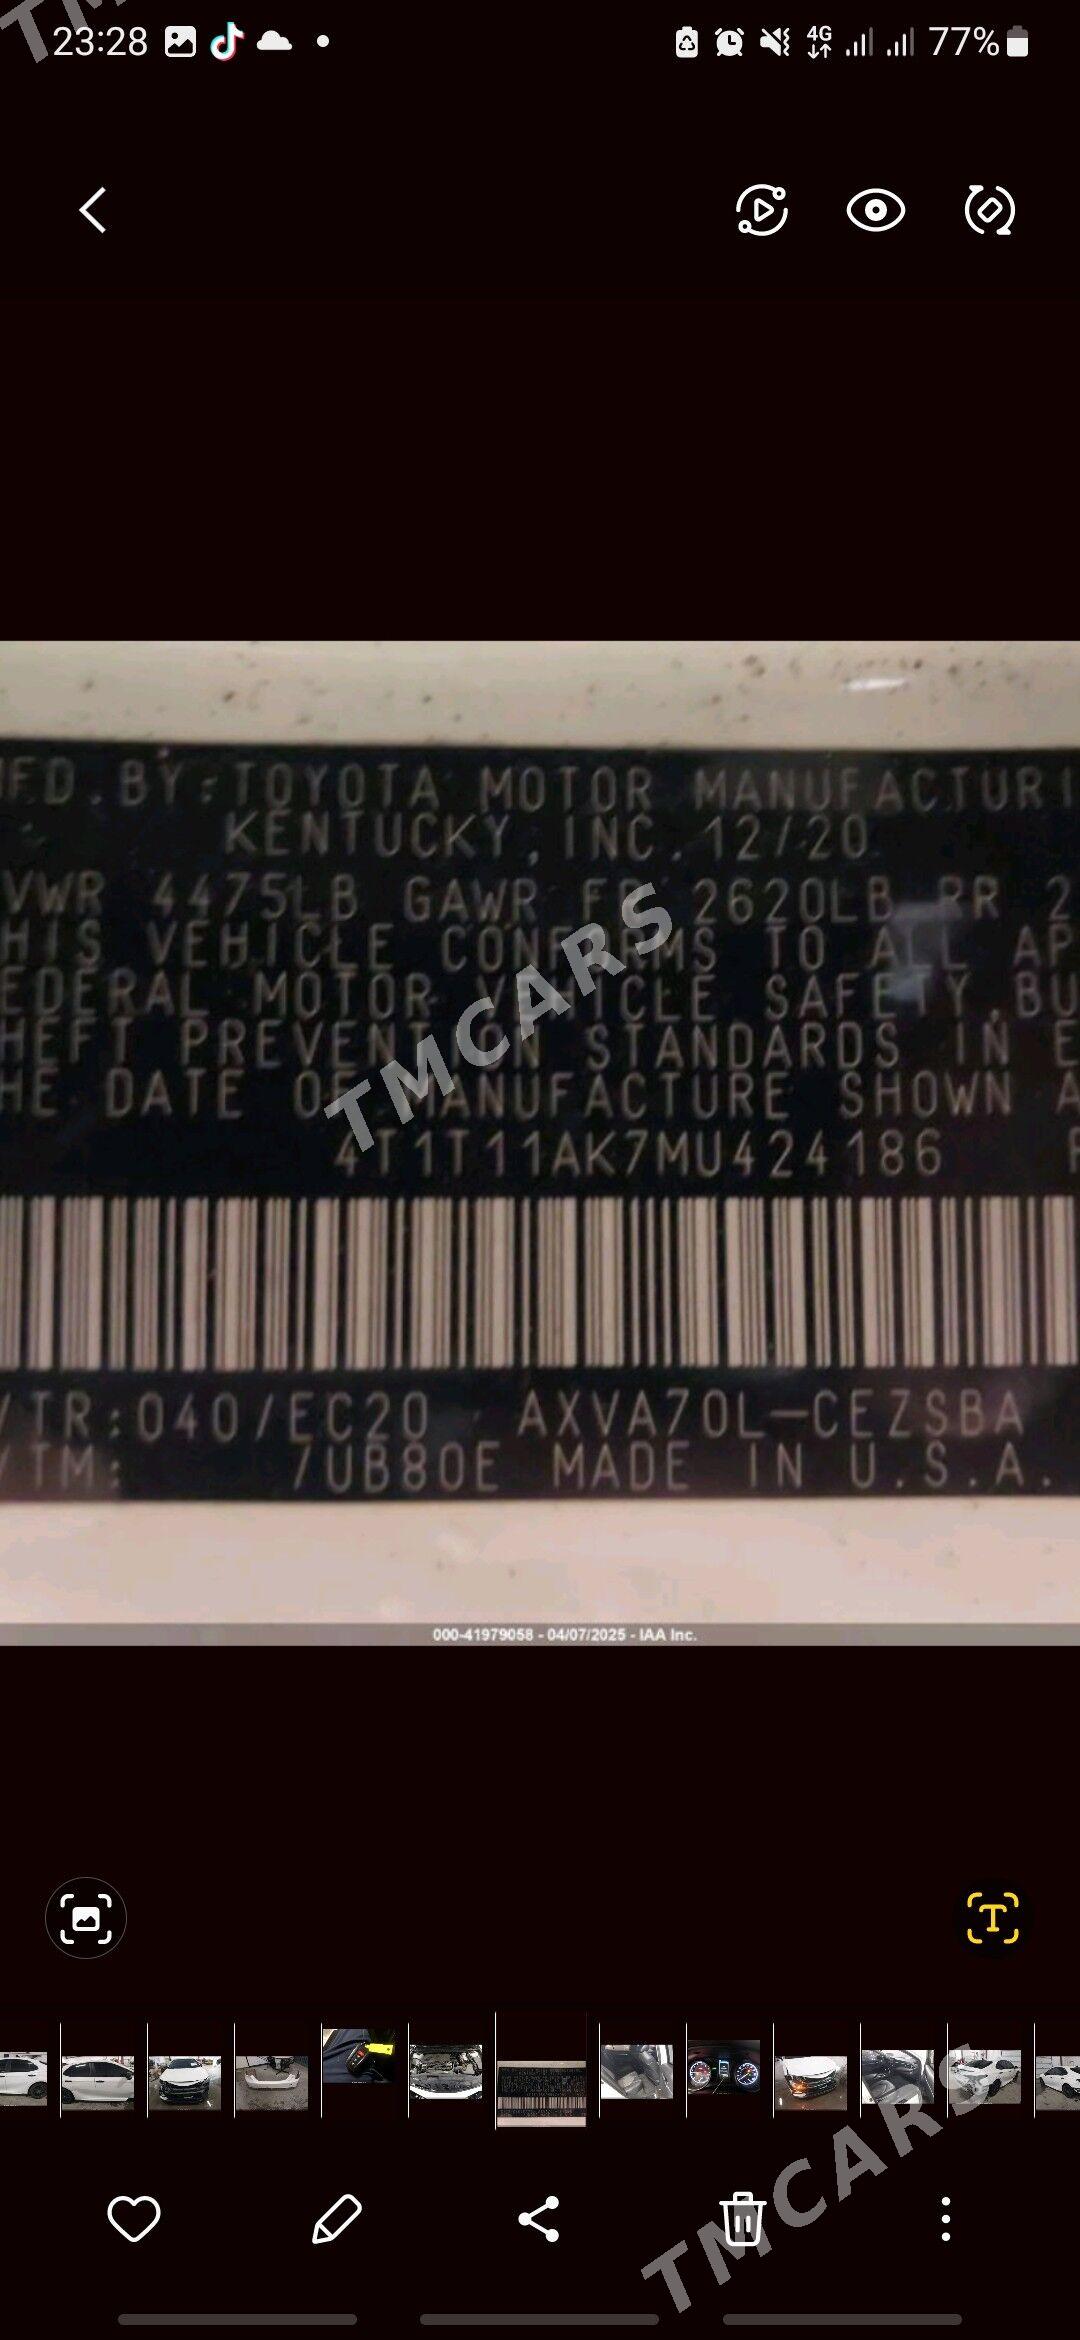 23:28
4G
77%
FD.BY:TOYOTA MOTOR MANUFACTURI
KENTUCKY, INC. 12/20
VWR 4475LB GAWR FR 2620LB RR 2
HIS VEHICLE CONFORMS TO ALL AP
EDERAL MOTOR VEHICLE SAFETY, BU
HEFT PREVENTION STANDARDS IN E
HE DATE OF MANUFACTURE SHOWN A
4T1T11AK7MU424186
/TR:040/EC20 AXVA70L-CEZSBA
/TM: 7UB80E MADE IN U.S.A.
000-41979058 - 04/07/2025 - IAA Inc.
TMCARS
TMCARS